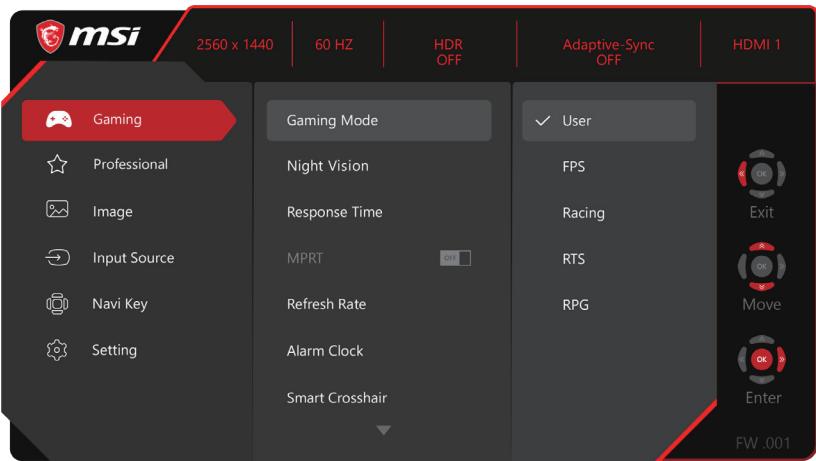 msi
2560 x 1440
60 HZ
HDR
OFF
Adaptive-Sync
OFF
HDMI 1
Gaming
Professional
Image
Input Source
Navi Key
Setting
Gaming Mode
Night Vision
Response Time
MPRT
OFF
Refresh Rate
Alarm Clock
Smart Crosshair
User
FPS
Racing
RTS
RPG
OK
Exit
OK
Move
OK
Enter
FW .001